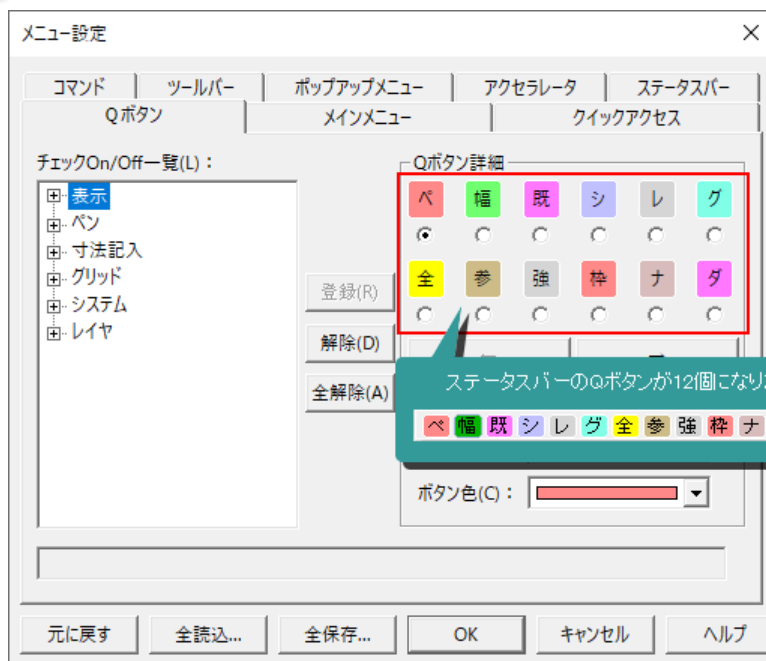 メニュー設定
コマンド ツールバー ポップアップメニュー アクセラレータ ステータスバー
Qボタン メインメニュー クイックアクセス
チェックOn/Off一覧(L)：
表示
ペン
寸法記入
グリッド
システム
レイヤ
登録(R)
解除(D)
全解除(A)
Qボタン詳細
ペ 幅 既 シ レ グ
全 参 強 枠 ナ ダ
ステータスバーのQボタンが12個になり
ペ 幅 既 シ レ グ 全 参 強 枠 ナ
ボタン色(C)：
元に戻す 全読込... 全保存... OK キャンセル ヘルプ